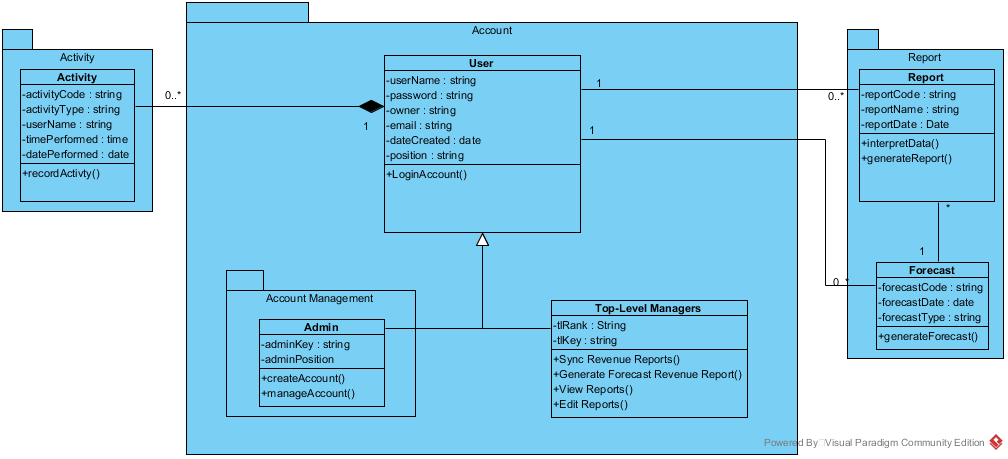 Activity
Activity
-activityCode : string
-activityType : string
-userName : string
-timePerformed : time
-datePerformed : date
+recordActivty()
0..*
1
Account
User
-userName : string
-password : string
-owner : string
-email : string
-dateCreated : date
-position : string
+LoginAccount()
1
0..*
1
0..*
Account Management
Admin
-adminKey : string
-adminPosition
+createAccount()
+manageAccount()
Top-Level Managers
-tlRank : String
-tlKey : string
+Sync Revenue Reports()
+Generate Forecast Revenue Report()
+View Reports()
+Edit Reports()
Report
Report
-reportCode : string
-reportName : string
-reportDate : Date
+interpretData()
+generateReport()
*
1
Forecast
-forecastCode : string
-forecastDate : date
-forecastType : string
+generateForecast()
Powered By Visual Paradigm Community Edition